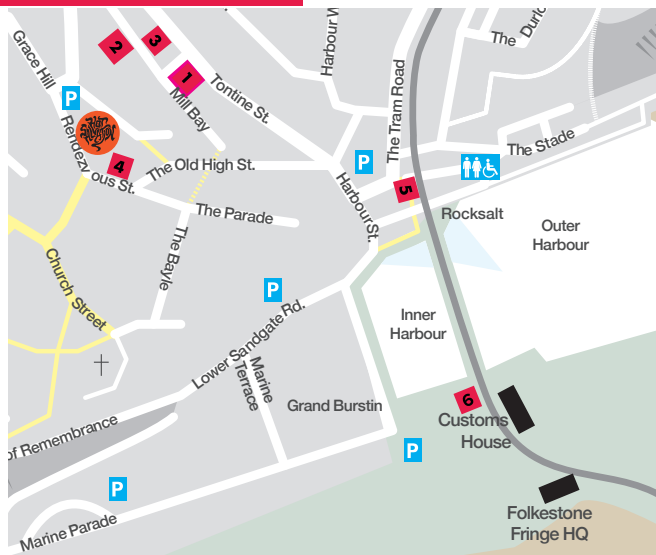 Grace Hill
2
3
1
Harbour W
The
Durlo
P
Tontine St.
Mill Bay
The Tram Road
Rendezvous St.
4
The Old High St.
P
The Stade
Harbour St.
5
Rocksalt
The Parade
Outer
Harbour
The Bayle
Church Street
P
Inner
Harbour
Lower Sandgate Rd.
Marine
Terrace
Grand Burstin
6
Customs
House
of Remembrance
P
P
Marine Parade
Folkestone
Fringe HQ